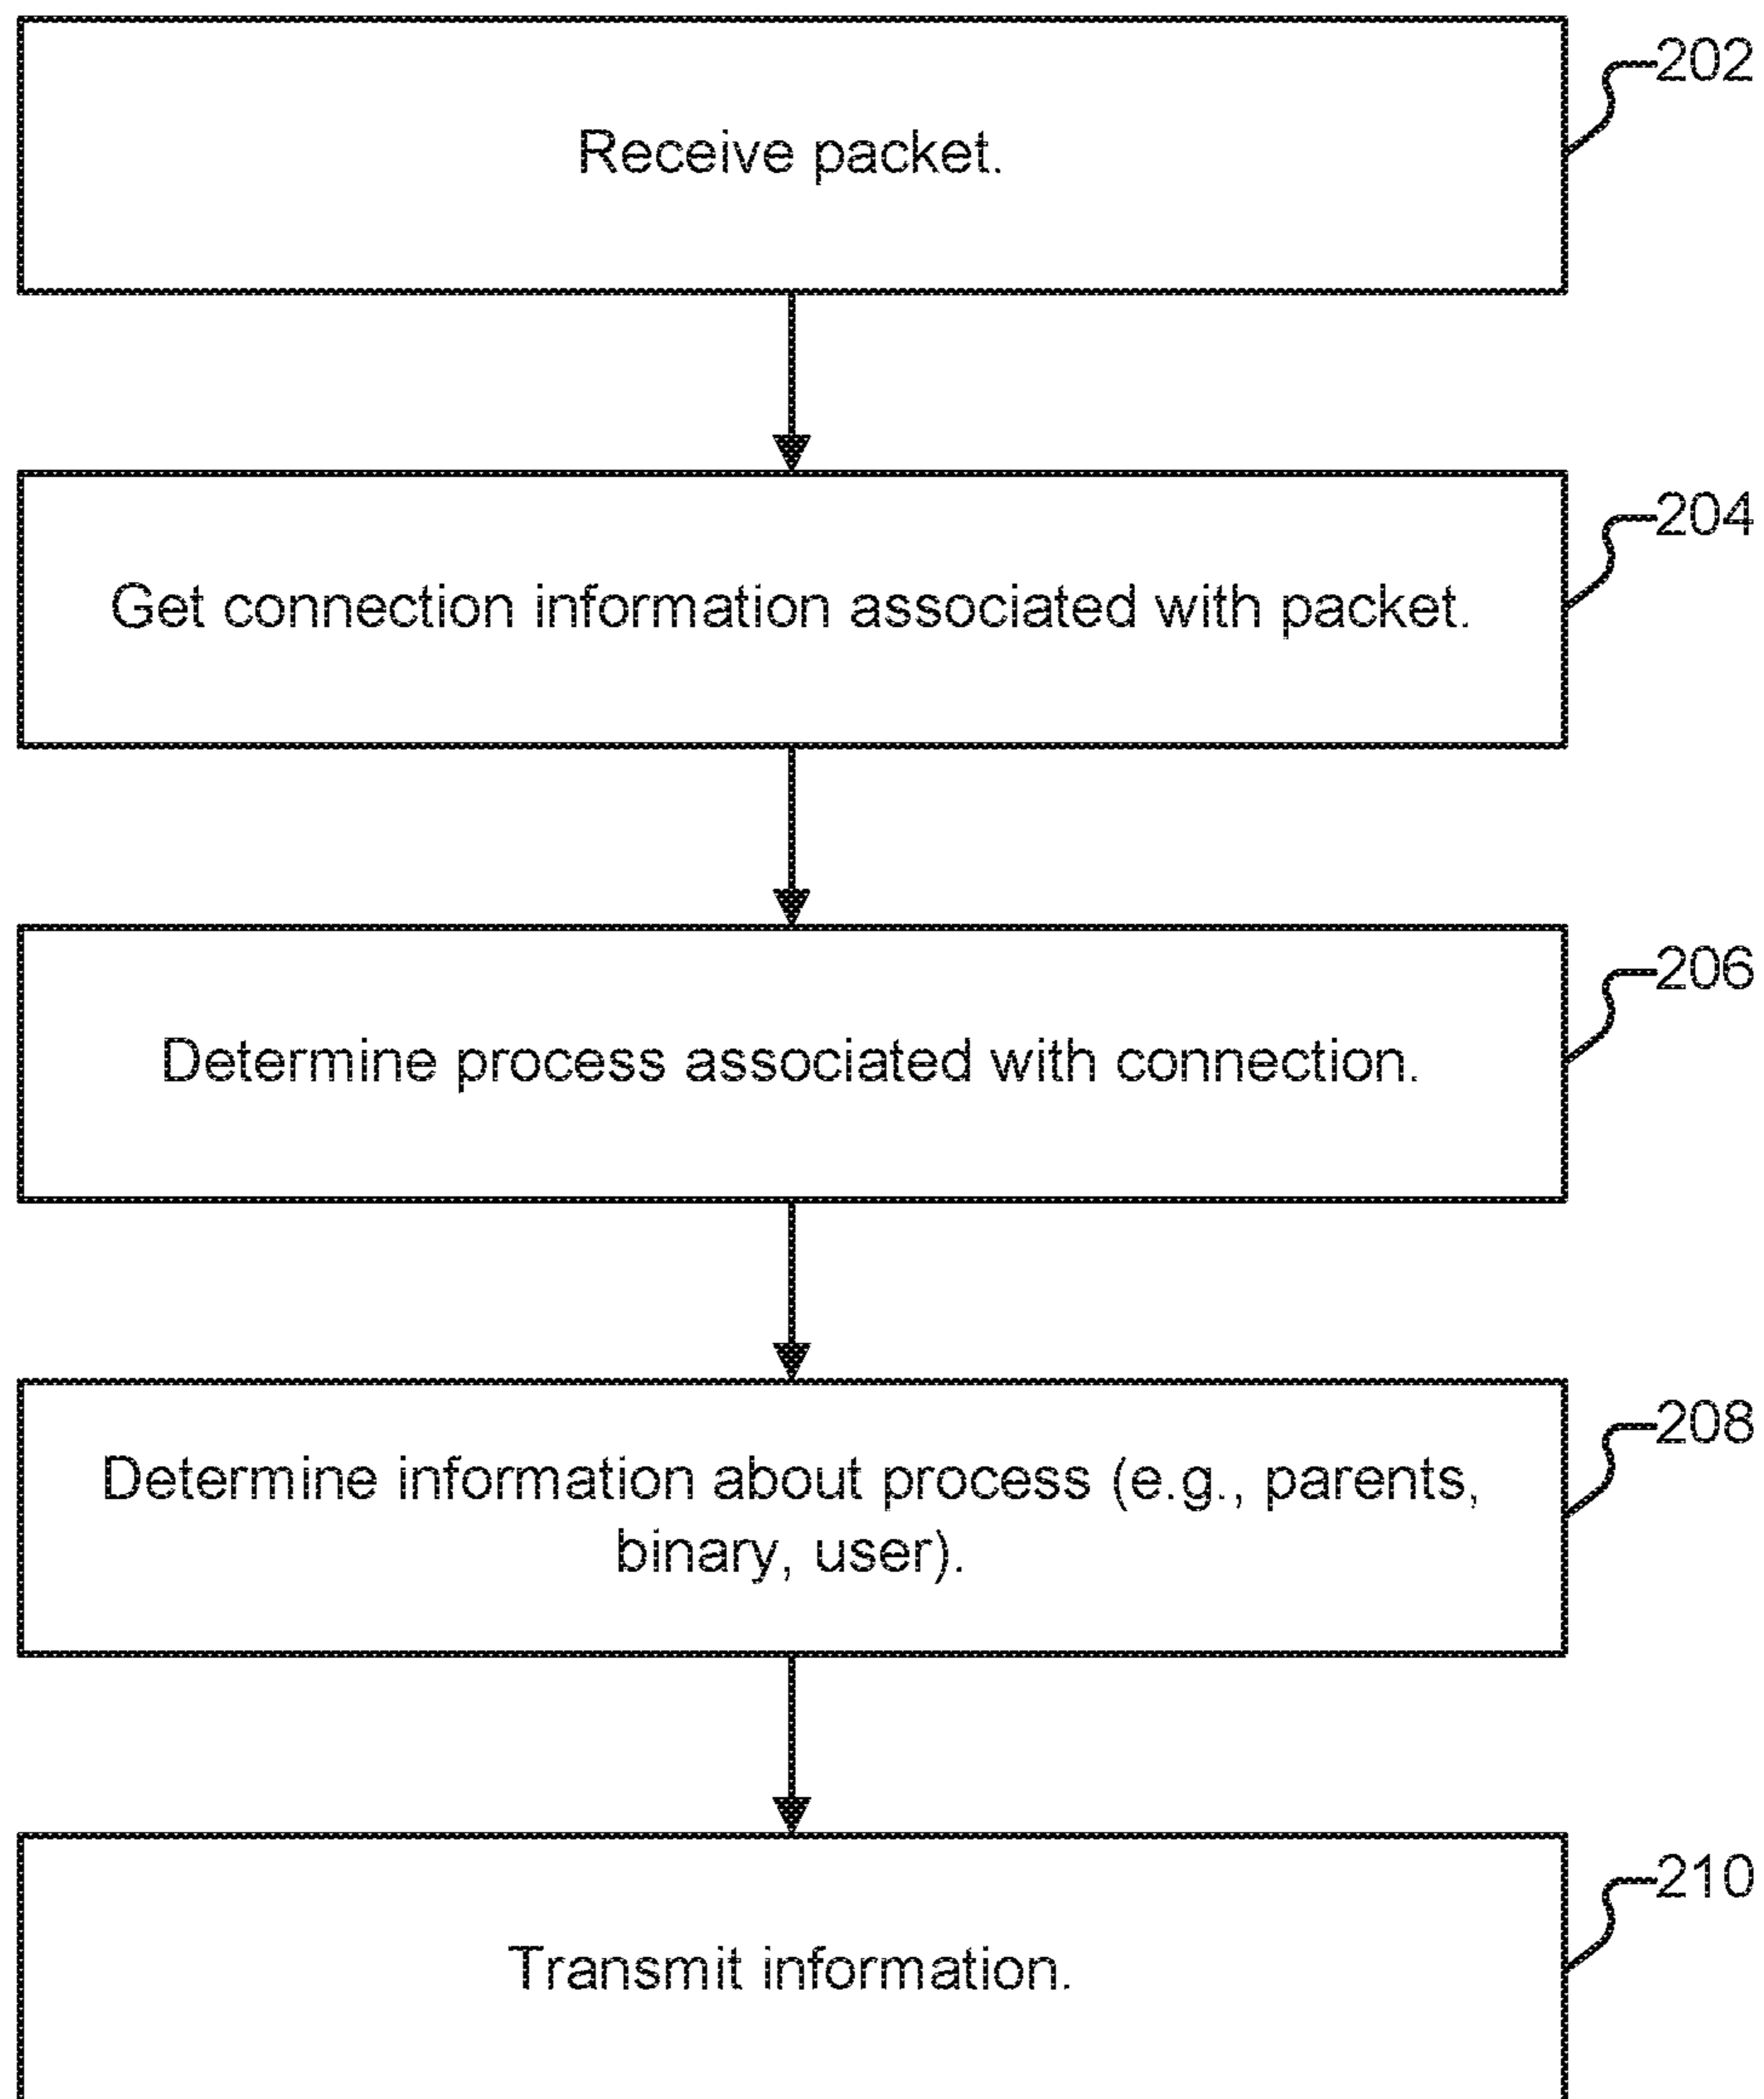 Receive packet.
202
Get connection information associated with packet.
204
Determine process associated with connection.
206
Determine information about process (e.g., parents,
binary, user).
208
Transmit information.
210